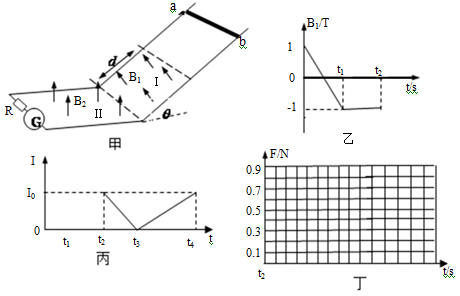 a
b
d
B₁
I
R
G
B₂
II
θ
甲
B₁/T
1
0
-1
t₁
t₂
t/s
乙
I
I₀
0
t₁
t₂
t₃
t₄
t
丙
F/N
0.9
0.7
0.5
0.3
0.1
t₂
t/s
丁